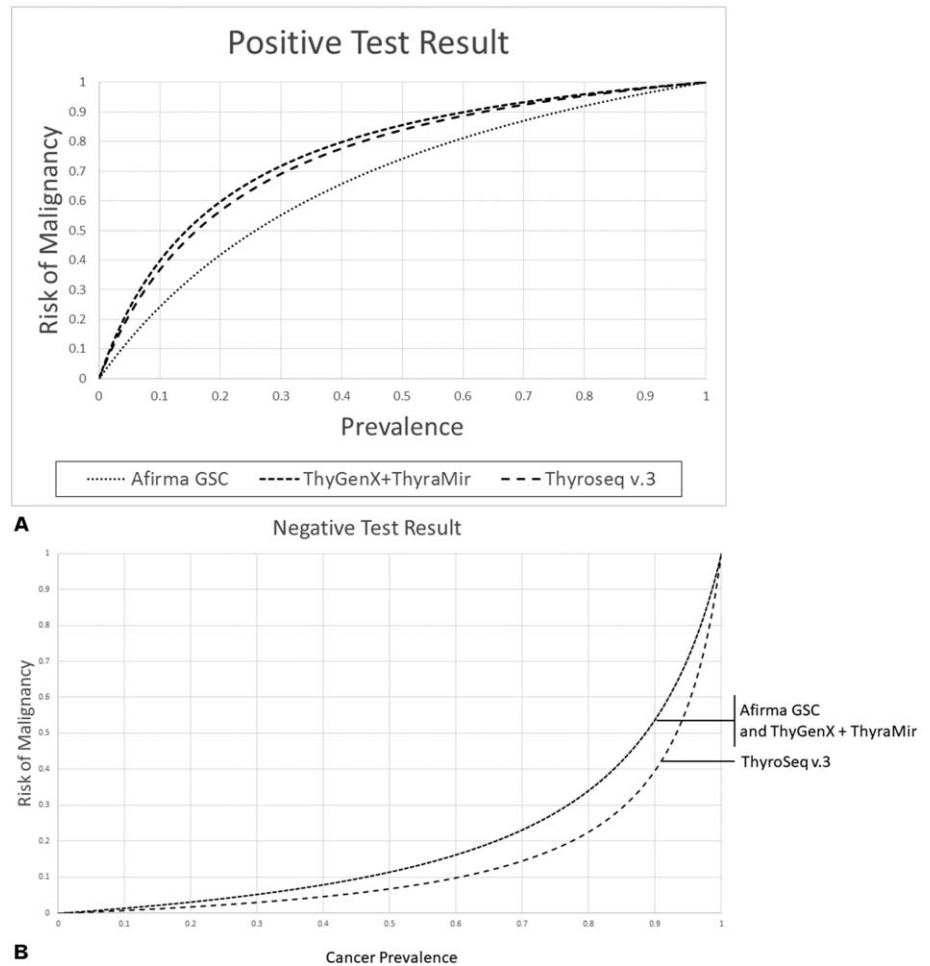 Positive Test Result
Risk of Malignancy
1
0.9
0.8
0.7
0.6
0.5
0.4
0.3
0.2
0.1
0
0 0.1 0.2 0.3 0.4 0.5 0.6 0.7 0.8 0.9 1
Prevalence
Afirma GSC ThyGenX+ThyraMir Thyroseq v.3
A
Negative Test Result
Risk of Malignancy
1
0.9
0.8
0.7
0.6
0.5
0.4
0.3
0.2
0.1
0
0 0.1 0.2 0.3 0.4 0.5 0.6 0.7 0.8 0.9 1
Afirma GSC
and ThyGenX + ThyraMir
ThyroSeq v.3
B
Cancer Prevalence